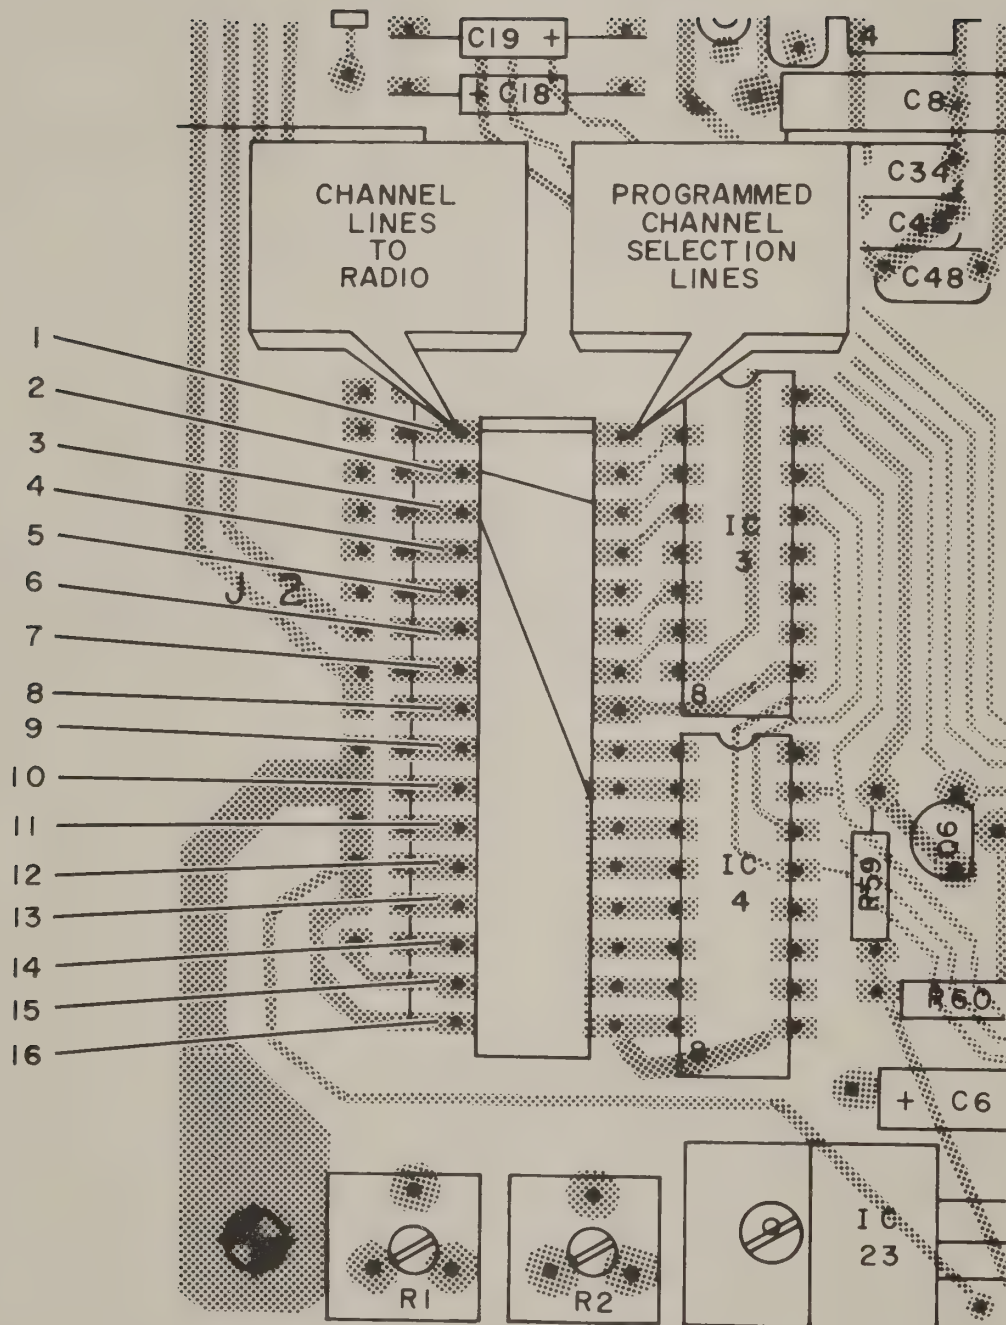 C19 +
+ C18
4
C8
C34
C48
CHANNEL
LINES
TO
RADIO
PROGRAMMED
CHANNEL
SELECTION
LINES
1
2
3
4
5
6
7
8
9
10
11
12
13
14
15
16
J 2
IC
3
8
IC
4
8
Q6
R59
R60
+ C6
R1
R2
IC
23